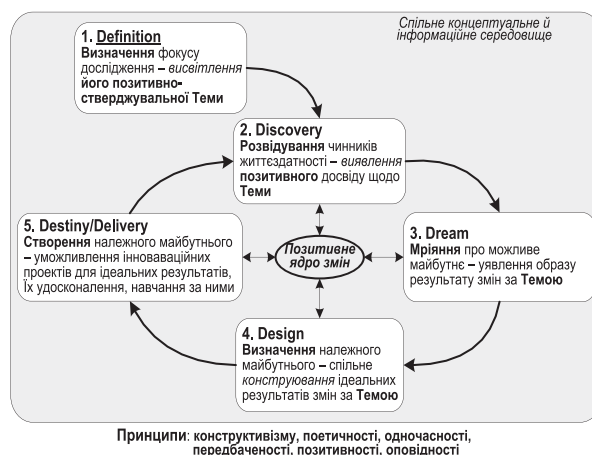 Спільне концептуальне й
інформаційне середовище
1. Definition
Визначення фокусу
дослідження – висвітлення
його позитивно-
стверджувальної Теми
2. Discovery
Розвідування чинників
життєздатності – виявлення
позитивного досвіду щодо
Теми
5. Destiny/Delivery
Створення належного майбутнього
– уможливлення інноваваційних
проектів для ідеальних результатів,
Їх удосконалення, навчання за ними
Позитивне
ядро змін
3. Dream
Мріяння про можливе
майбутнє – уявлення образу
результату змін за Темою
4. Design
Визначення належного
майбутнього – спільне
конструювання ідеальних
результатів змін за Темою
Принципи: конструктивізму, поетичності, одночасності,
передбаченості, позитивності, оповідності